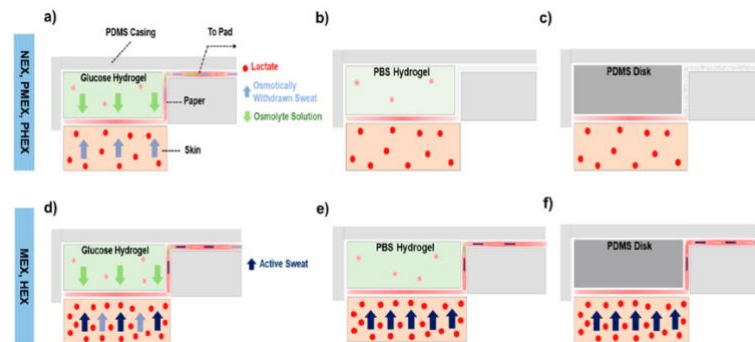 NEX, PMEX, PHEX
a)
PDMS Casing
To Pad
Glucose Hydrogel
Lactate
Osmotically
Withdrawn Sweat
Osmolyte Solution
Paper
Skin
b)
PBS Hydrogel
c)
PDMS Disk
MEX, HEX
d)
Glucose Hydrogel
Active Sweat
e)
PBS Hydrogel
f)
PDMS Disk